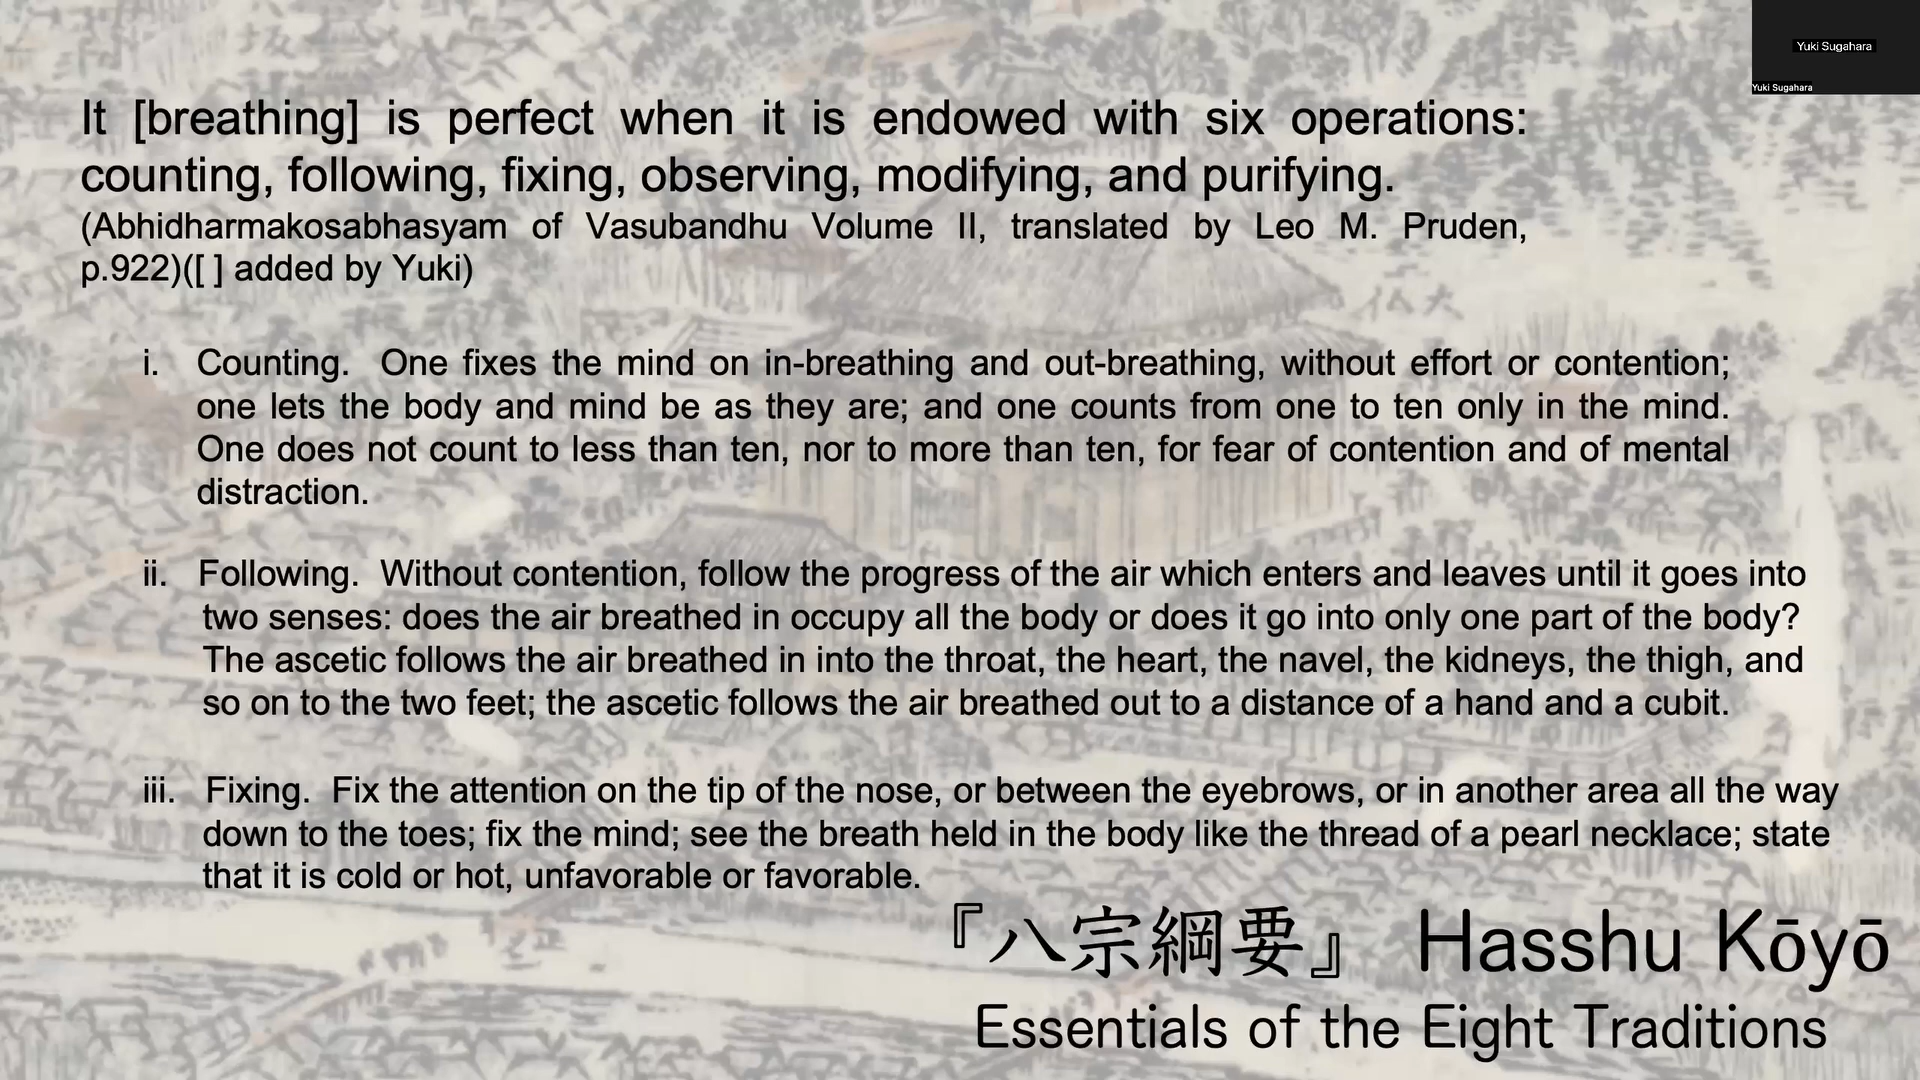 Yuki Sugahara
Yuki Sugahara
It [breathing] is perfect when it is endowed with six operations:
counting, following, fixing, observing, modifying, and purifying.
(Abhidharmakosabhasyam of Vasubandhu Volume II, translated by Leo M. Pruden,
p.922)([ ] added by Yuki)
大仏
i. Counting. One fixes the mind on in-breathing and out-breathing, without effort or contention;
one lets the body and mind be as they are; and one counts from one to ten only in the mind.
One does not count to less than ten, nor to more than ten, for fear of contention and of mental
distraction.
ii. Following. Without contention, follow the progress of the air which enters and leaves until it goes into
two senses: does the air breathed in occupy all the body or does it go into only one part of the body?
The ascetic follows the air breathed in into the throat, the heart, the navel, the kidneys, the thigh, and
so on to the two feet; the ascetic follows the air breathed out to a distance of a hand and a cubit.
iii. Fixing. Fix the attention on the tip of the nose, or between the eyebrows, or in another area all the way
down to the toes; fix the mind; see the breath held in the body like the thread of a pearl necklace; state
that it is cold or hot, unfavorable or favorable.
『八宗綱要』 Hasshu Kōyō
Essentials of the Eight Traditions